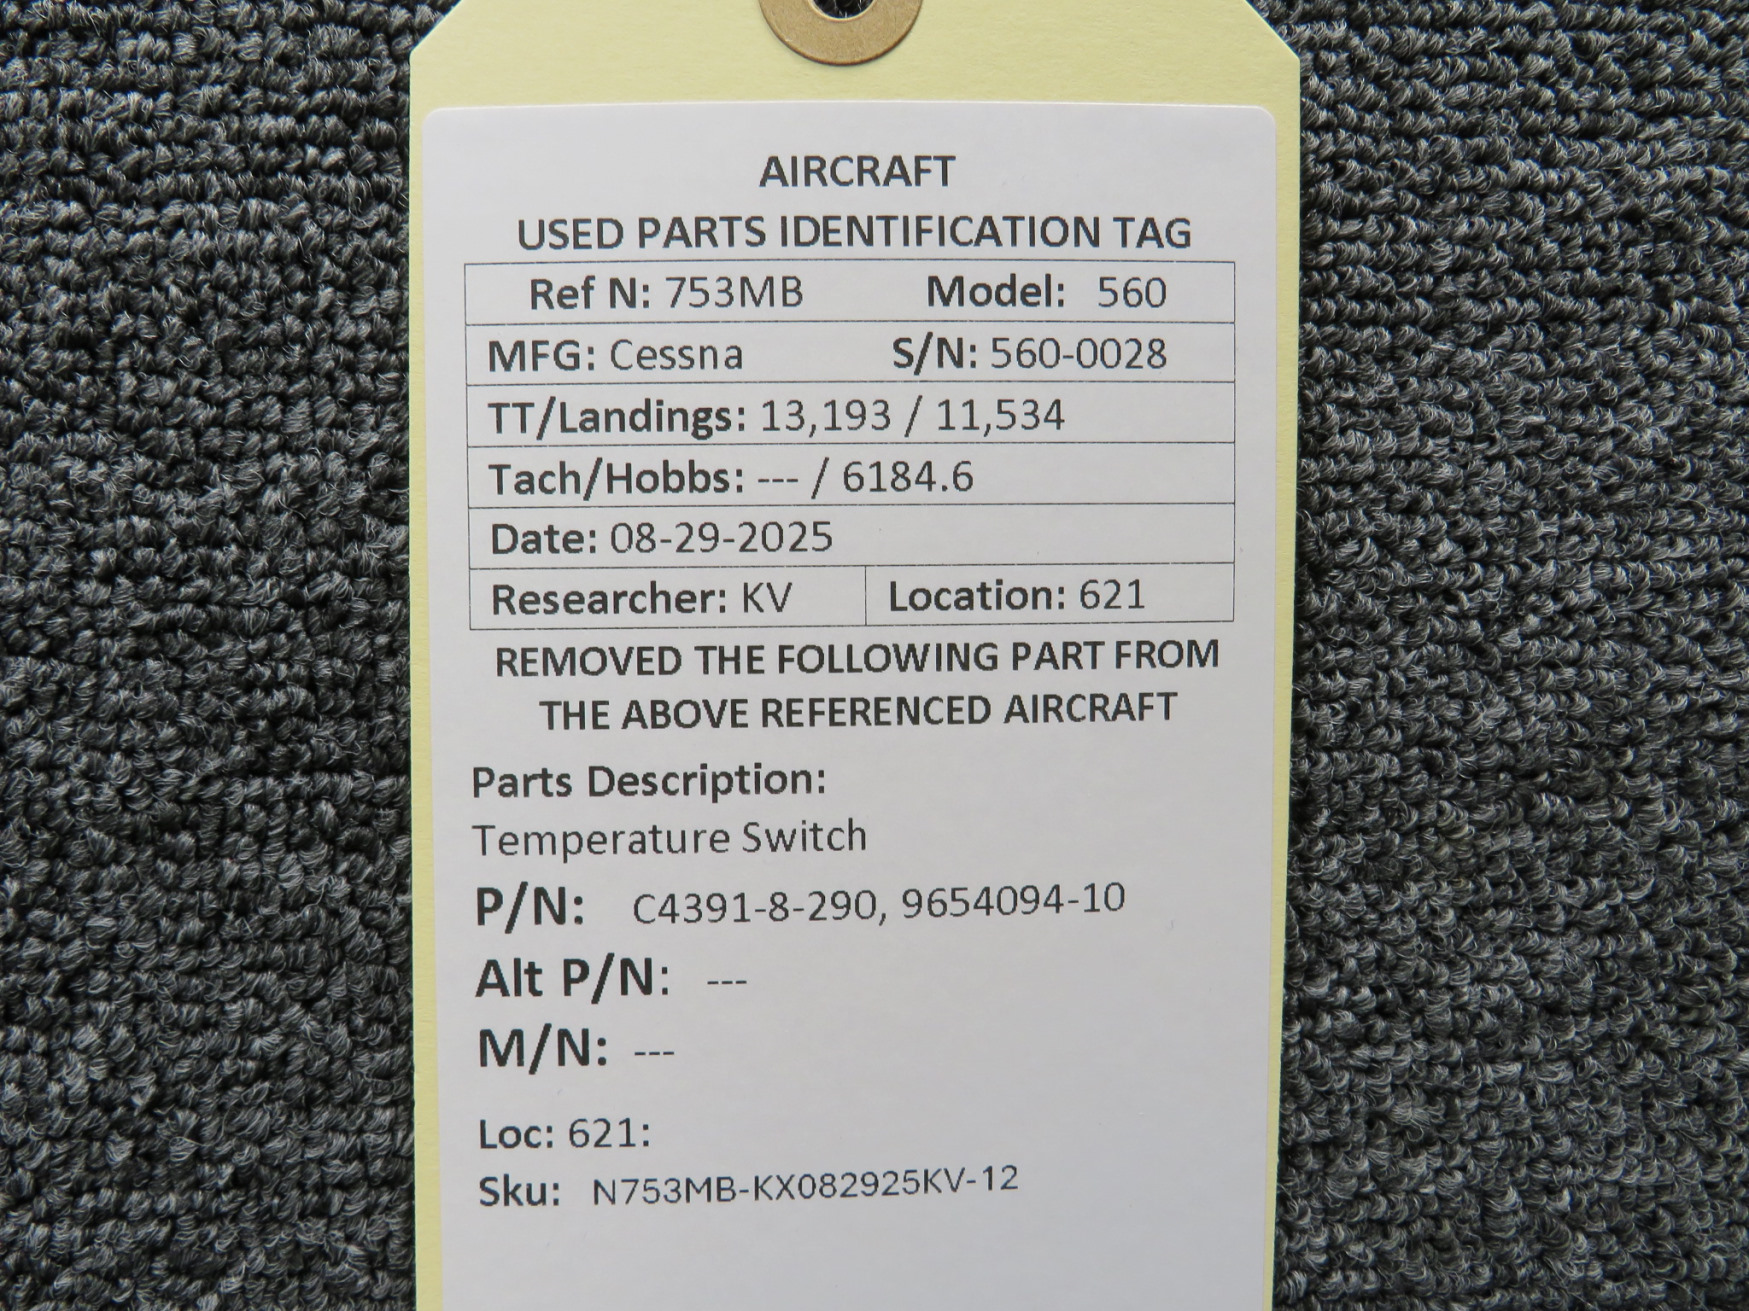 AIRCRAFT
USED PARTS IDENTIFICATION TAG
Ref N: 753MB Model: 560
MFG: Cessna S/N: 560-0028
TT/Landings: 13,193 / 11,534
Tach/Hobbs: --- / 6184.6
Date: 08-29-2025
Researcher: KV Location: 621
REMOVED THE FOLLOWING PART FROM
THE ABOVE REFERENCED AIRCRAFT
Parts Description:
Temperature Switch
P/N: C4391-8-290, 9654094-10
Alt P/N: ---
M/N: ---
Loc: 621:
Sku: N753MB-KX082925KV-12